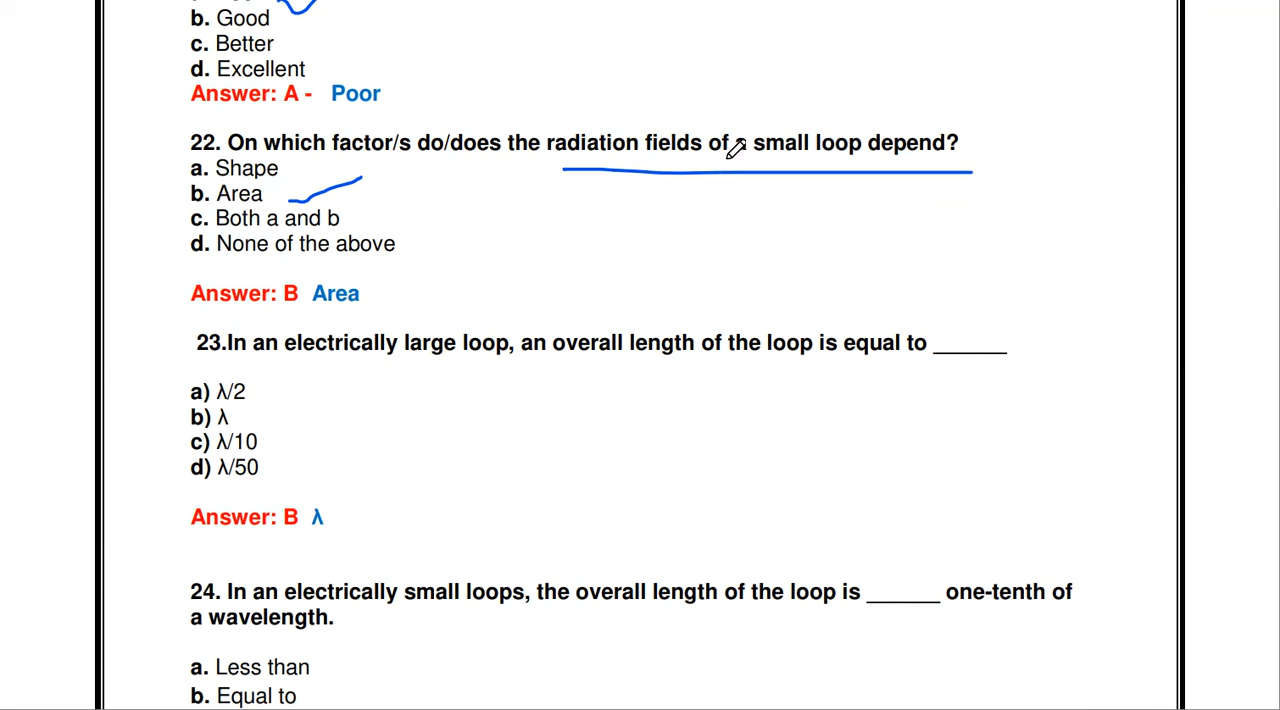 b. Good
c. Better
d. Excellent
Answer: A - Poor
22. On which factor/s do/does the radiation fields of small loop depend?
a. Shape
b. Area
c. Both a and b
d. None of the above
Answer: B Area
23.In an electrically large loop, an overall length of the loop is equal to ______
a) λ/2
b) λ
c) λ/10
d) λ/50
Answer: B λ
24. In an electrically small loops, the overall length of the loop is ______ one-tenth of
a wavelength.
a. Less than
b. Equal to